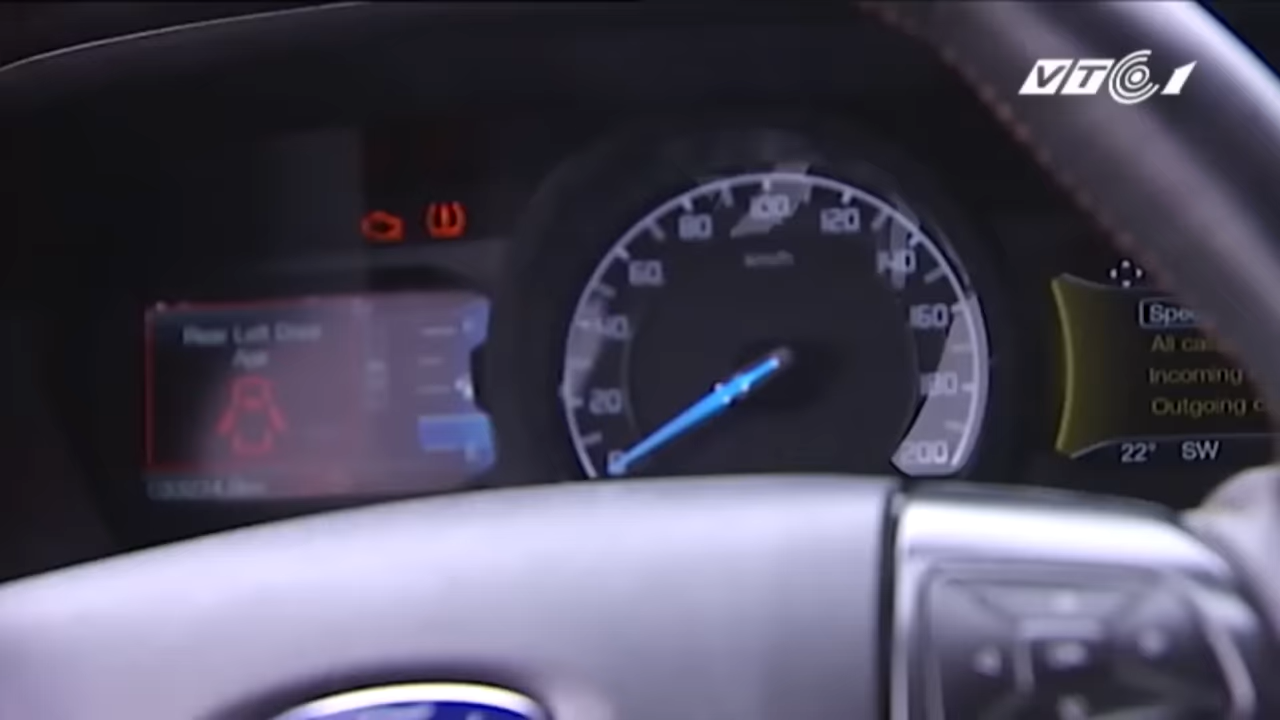 VTC1
Rear Left Door
Ajar
0
20
40
60
80
100
120
140
160
180
200
km/h
All
Incoming
Outgoing
22° SW